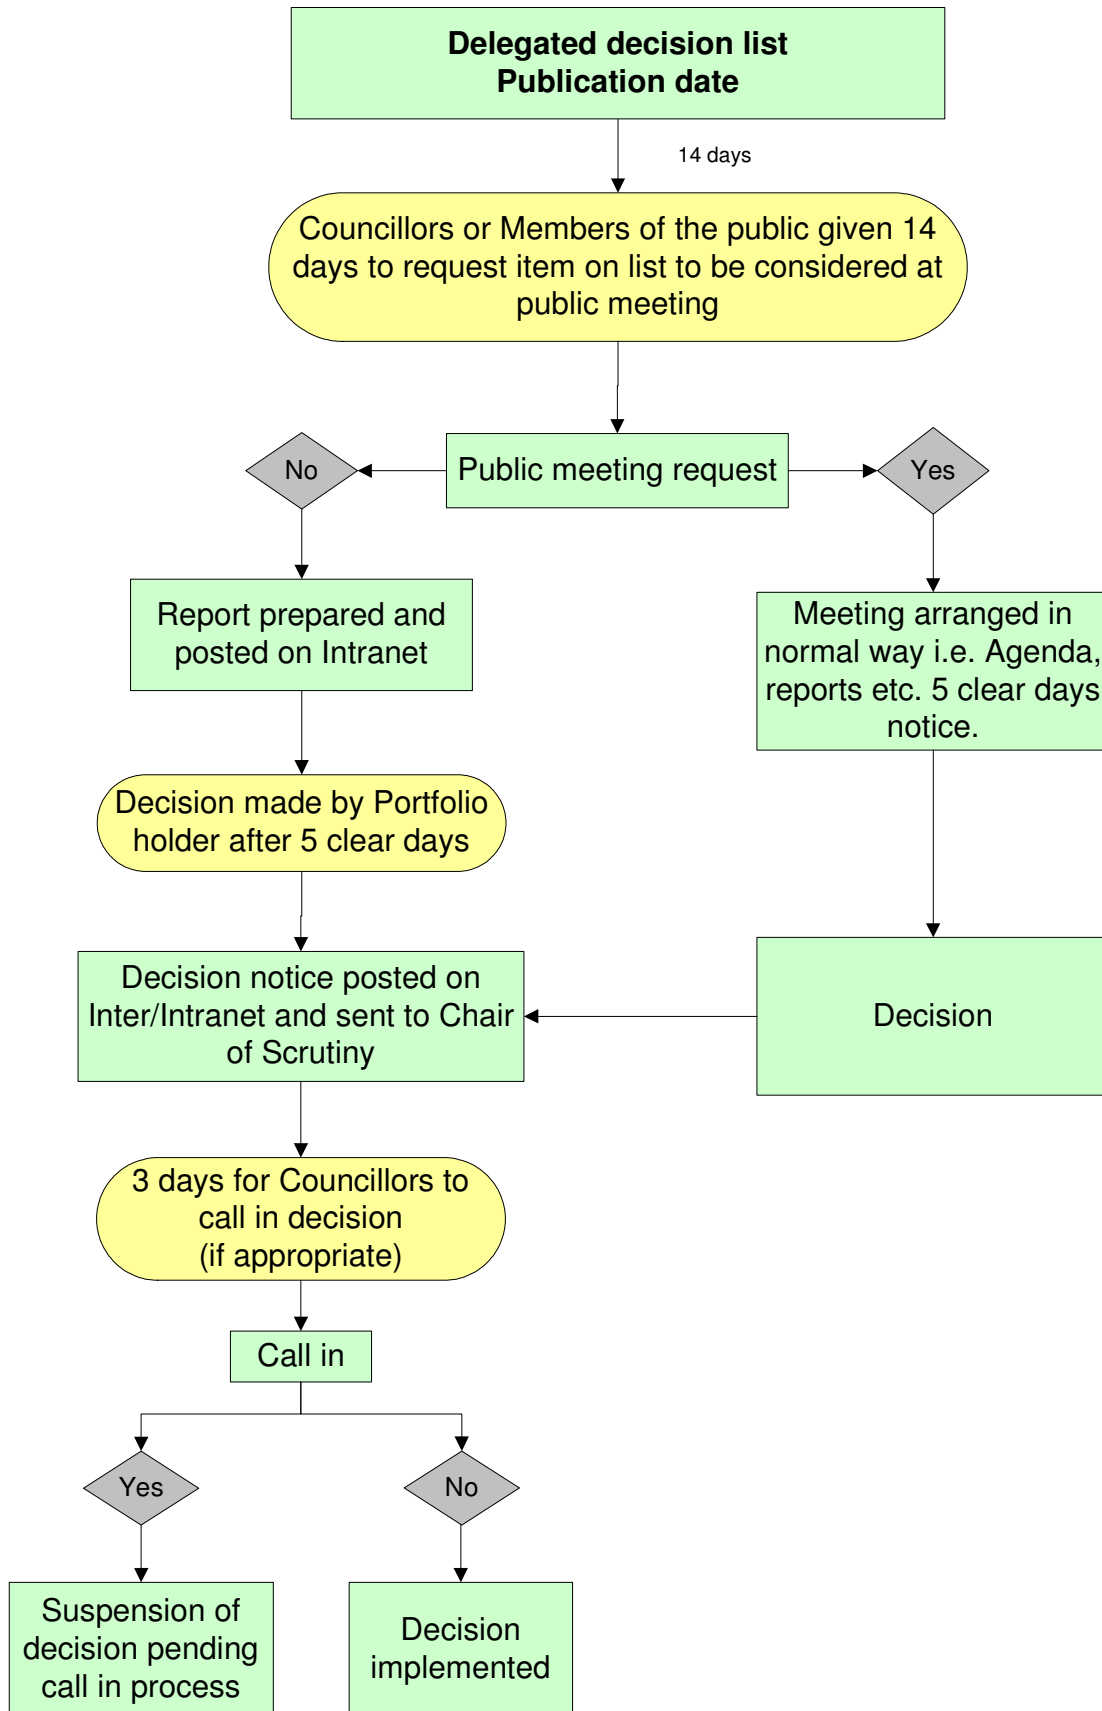 Delegated decision list
Publication date
14 days
Councillors or Members of the public given 14
days to request item on list to be considered at
public meeting
No
Public meeting request
Yes
Report prepared and
posted on Intranet
Meeting arranged in
normal way i.e. Agenda,
reports etc. 5 clear days
notice.
Decision made by Portfolio
holder after 5 clear days
Decision notice posted on
Inter/Intranet and sent to Chair
of Scrutiny
Decision
3 days for Councillors to
call in decision
(if appropriate)
Call in
Yes
No
Suspension of
decision pending
call in process
Decision
implemented